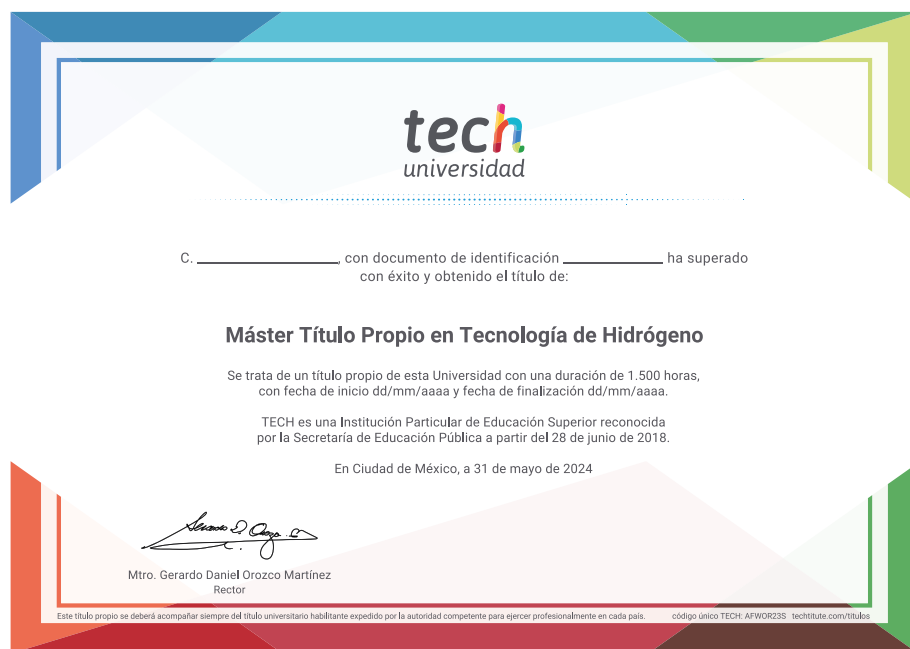 tech
universidad
C. ____________, con documento de identificación ____________ ha superado
con éxito y obtenido el título de:
Máster Título Propio en Tecnología de Hidrógeno
Se trata de un título propio de esta Universidad con una duración de 1.500 horas,
con fecha de inicio dd/mm/aaaa y fecha de finalización dd/mm/aaaa.
TECH es una Institución Particular de Educación Superior reconocida
por la Secretaría de Educación Pública a partir del 28 de junio de 2018.
En Ciudad de México, a 31 de mayo de 2024
Mtro. Gerardo Daniel Orozco Martínez
Rector
Este título propio se deberá acompañar siempre del título universitario habilitante expedido por la autoridad competente para ejercer profesionalmente en cada país. código único TECH: AFWOR23S techtitute.com/titulos